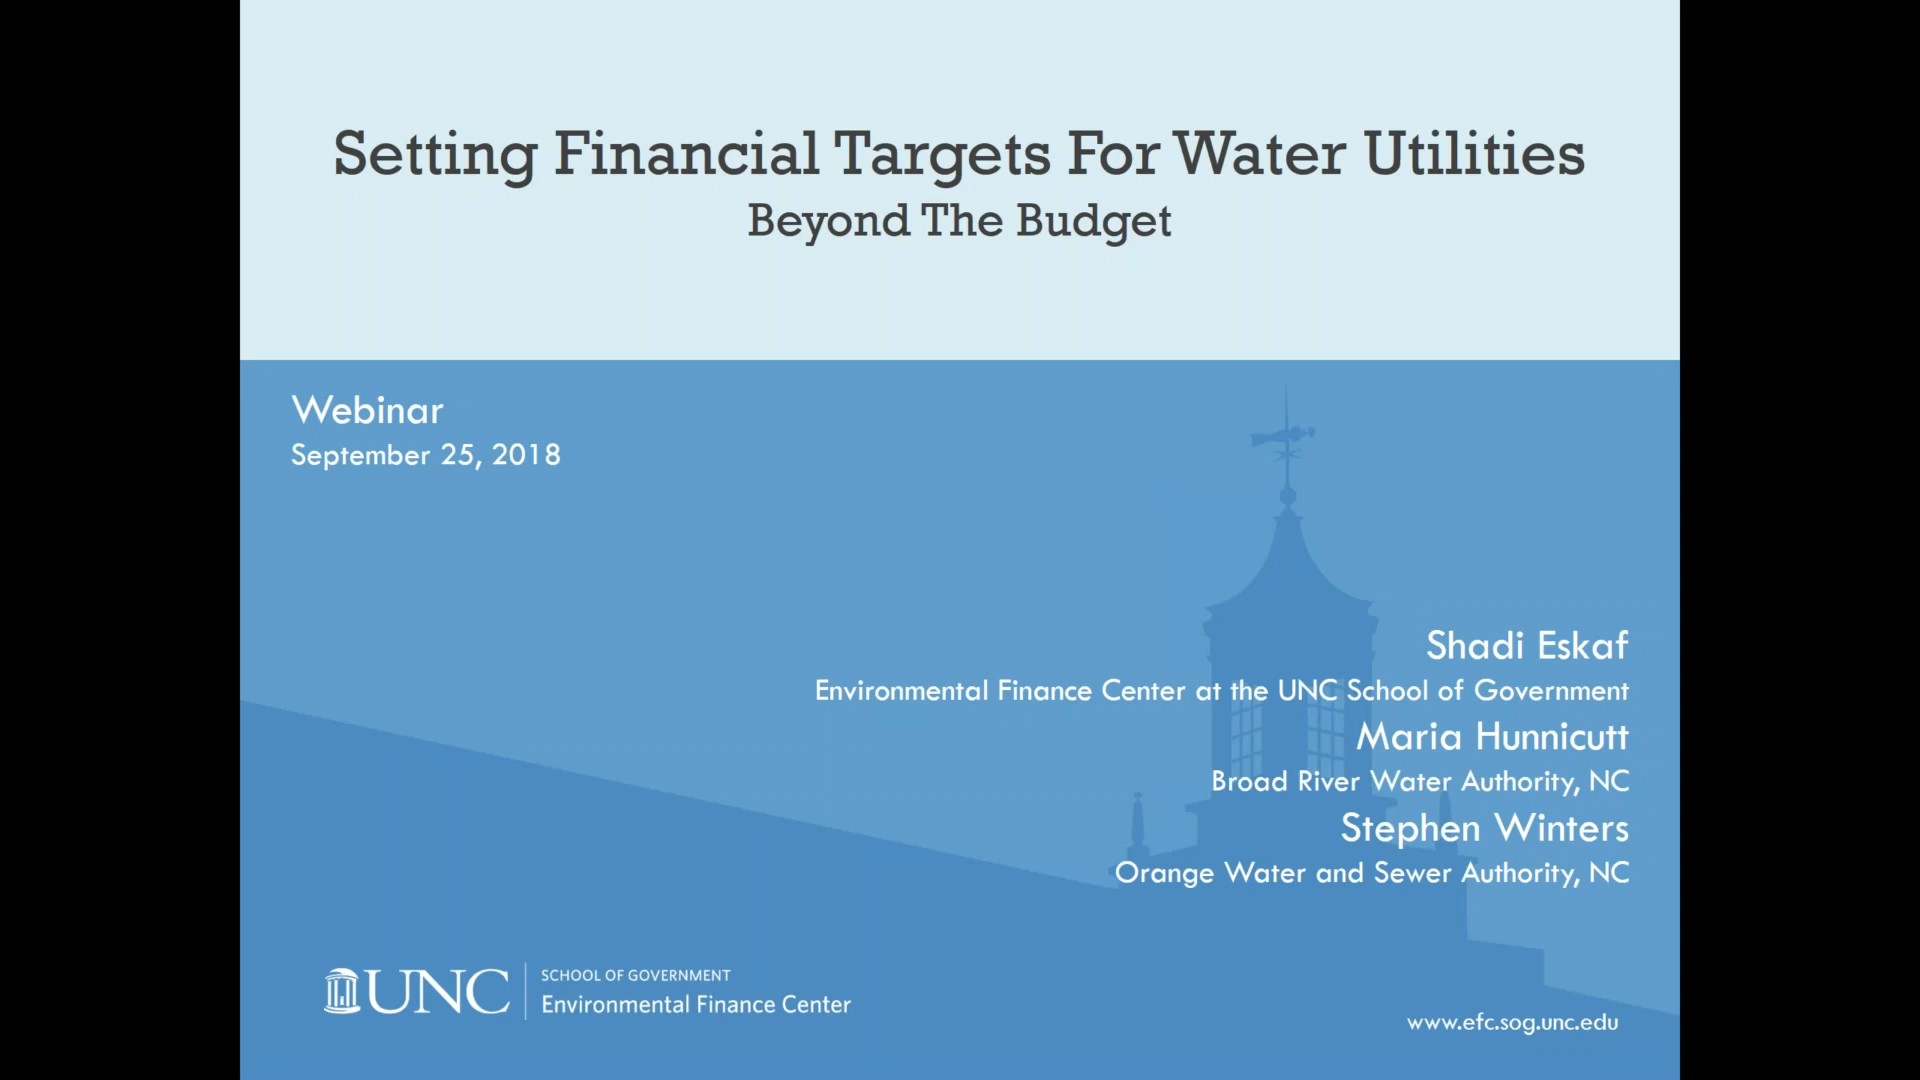 Setting Financial Targets For Water Utilities
Beyond The Budget
Webinar
September 25, 2018
Shadi Eskaf
Environmental Finance Center at the UNC School of Government
Maria Hunnicutt
Broad River Water Authority, NC
Stephen Winters
Orange Water and Sewer Authority, NC
UNC
SCHOOL OF GOVERNMENT
Environmental Finance Center
www.efc.sog.unc.edu